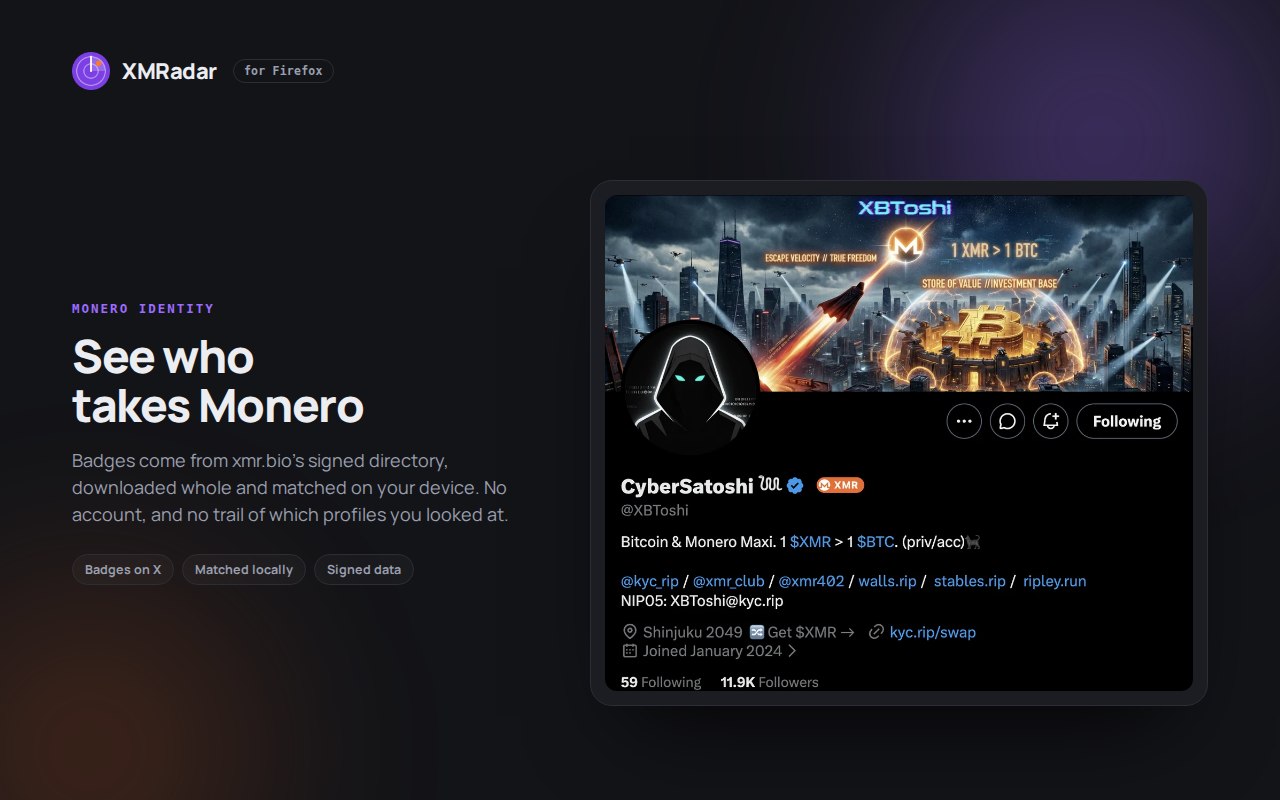 XMRadar for Firefox
MONERO IDENTITY
See who
takes Monero
Badges come from xmr.bio's signed directory,
downloaded whole and matched on your device. No
account, and no trail of which profiles you looked at.
Badges on X Matched locally Signed data
XBToshi
1 XMR > 1 BTC
ESCAPE VELOCITY // TRUE FREEDOM
STORE OF VALUE //INVESTMENT BASE
Following
CyberSatoshi XMR
@XBToshi
Bitcoin & Monero Maxi. 1 $XMR > 1 $BTC. (priv/acc)🐈‍⬛
@kyc_rip / @xmr_club / @xmr402 / walls.rip / stables.rip / ripley.run
NIP05: XBToshi@kyc.rip
Shinjuku 2049 🔀Get $XMR → kyc.rip/swap
Joined January 2024 >
59 Following 11.9K Followers